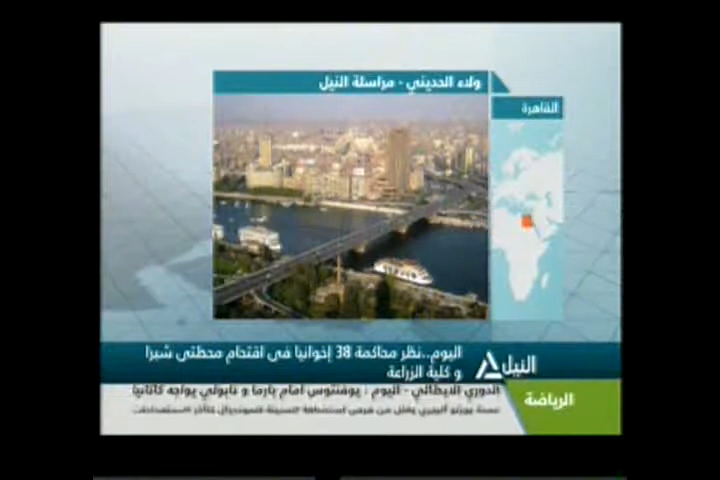 ولاء الحديني - مراسلة النيل
القاهرة
اليوم..نظر محاكمة 38 إخوانيا فى اقتحام محطتى شبرا
و كلية الزراعة
النيل
الدوري الايطالي - اليوم : يوفنتوس امام بارما و نابولي يواجه كاتانيا
الرياضة